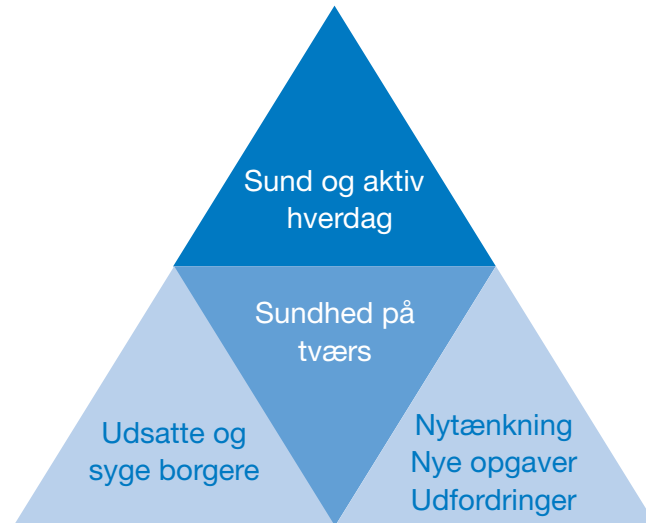 Sund og aktiv
hverdag
Sundhed på
tværs
Udsatte og
syge borgere
Nytænkning
Nye opgaver
Udfordringer